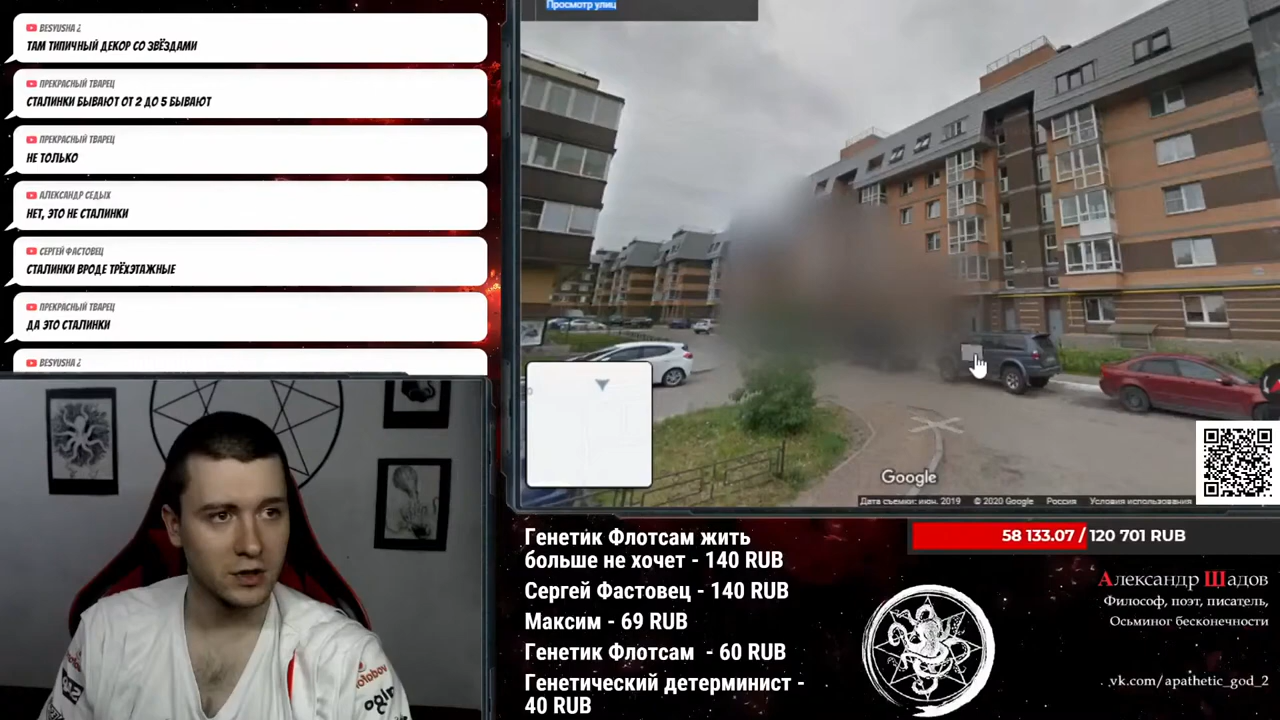 BESYUSHA Z
ТАМ ТИПИЧНЫЙ ДЕКОР СО ЗВЁЗДАМИ
ПРЕКРАСНЫЙ ТВАРЕЦ
СТАЛИНКИ БЫВАЮТ ОТ 2 ДО 5 БЫВАЮТ
ПРЕКРАСНЫЙ ТВАРЕЦ
НЕ ТОЛЬКО
АЛЕКСАНДР СЕДЫХ
НЕТ, ЭТО НЕ СТАЛИНКИ
СЕРГЕЙ ФАСТОВЕЦ
СТАЛИНКИ ВРОДЕ ТРЁХЭТАЖНЫЕ
ПРЕКРАСНЫЙ ТВАРЕЦ
ДА ЭТО СТАЛИНКИ
BESYUSHA Z
Просмотр улиц
Google
Дата съемки: июн. 2019 © 2020 Google Россия Условия использования
58 133.07 / 120 701 RUB
Генетик Флотсам жить
больше не хочет - 140 RUB
Сергей Фастовец - 140 RUB
Максим - 69 RUB
Генетик Флотсам - 60 RUB
Генетический детерминист -
40 RUB
Александр Шадов
Философ, поэт, писатель,
Осьминог бесконечности
vk.com/apathetic_god_2